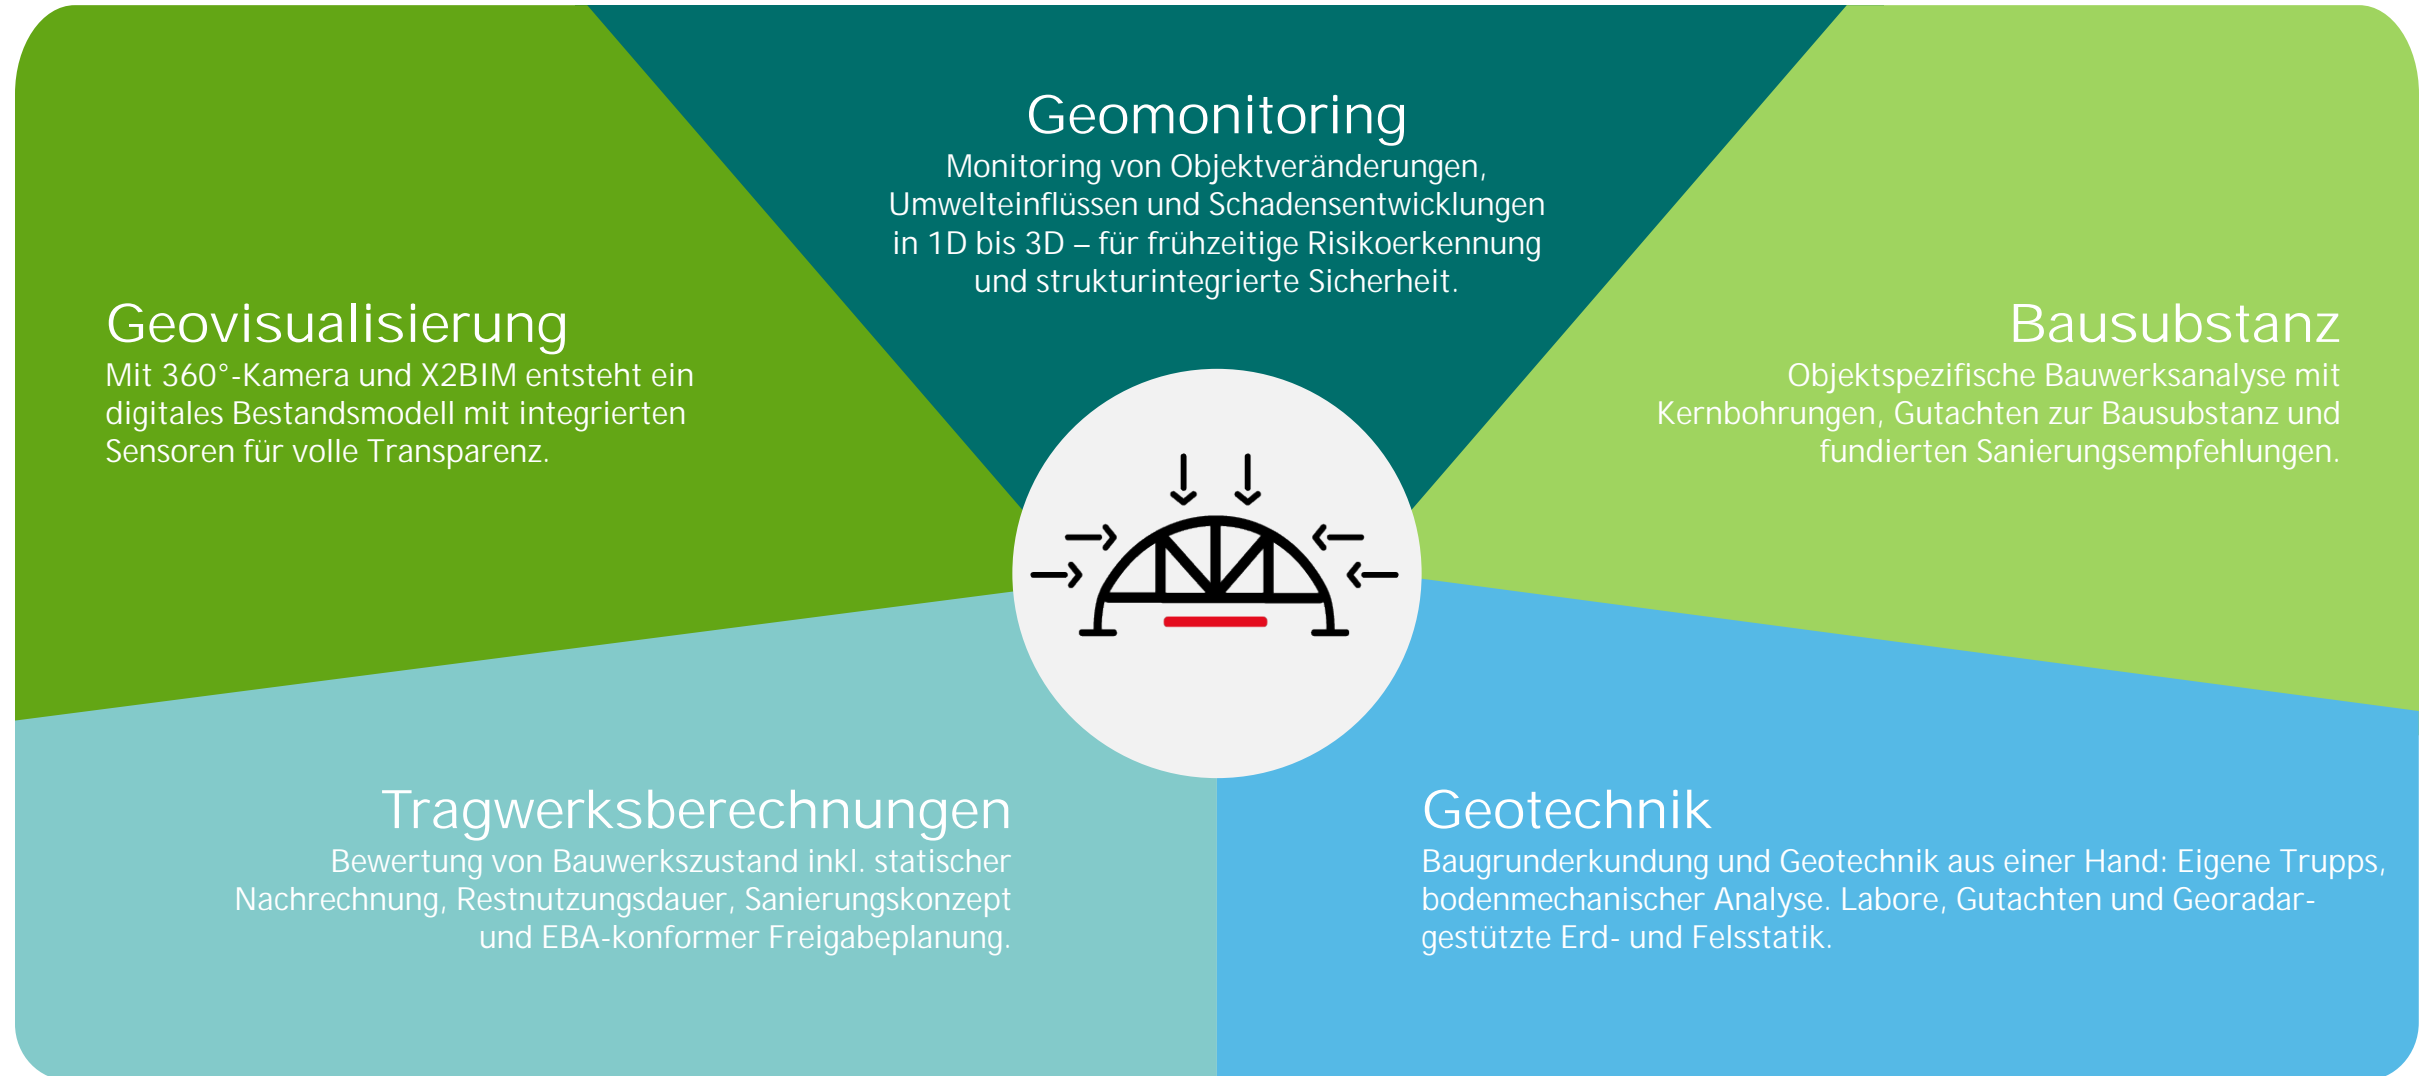 Geomonitoring
Monitoring von Objektveränderungen,
Umwelteinflüssen und Schadensentwicklungen
in 1D bis 3D – für frühzeitige Risikoerkennung
und strukturintegrierte Sicherheit.
Geovisualisierung
Mit 360°-Kamera und X2BIM entsteht ein
digitales Bestandsmodell mit integrierten
Sensoren für volle Transparenz.
Bausubstanz
Objektspezifische Bauwerksanalyse mit
Kernbohrungen, Gutachten zur Bausubstanz und
fundierten Sanierungsempfehlungen.
Tragwerksberechnungen
Bewertung von Bauwerkszustand inkl. statischer
Nachrechnung, Restnutzungsdauer, Sanierungskonzept
und EBA-konformer Freigabeplanung.
Geotechnik
Baugrunderkundung und Geotechnik aus einer Hand: Eigene Trupps,
bodenmechanischer Analyse. Labore, Gutachten und Georadar-
gestützte Erd- und Felsstatik.